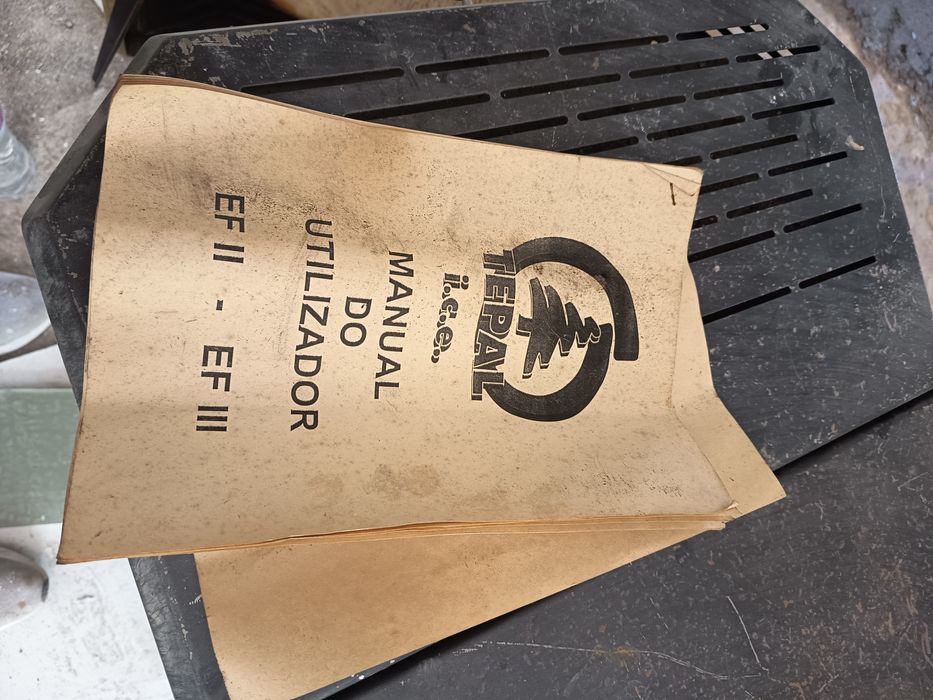 TEPAL
i.c.e.,
MANUAL
DO
UTILIZADOR
EF II - EF III